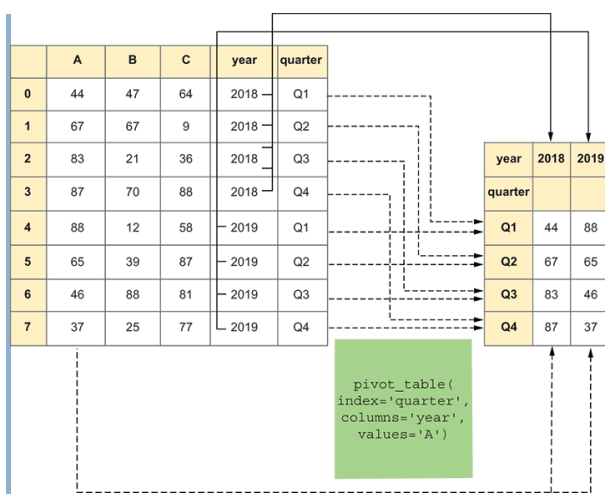 A B C year quarter
0 44 47 64 2018 Q1
1 67 67 9 2018 Q2
2 83 21 36 2018 Q3
3 87 70 88 2018 Q4
4 88 12 58 2019 Q1
5 65 39 87 2019 Q2
6 46 88 81 2019 Q3
7 37 25 77 2019 Q4
year 2018 2019
quarter
Q1 44 88
Q2 67 65
Q3 83 46
Q4 87 37
pivot_table(
index='quarter',
columns='year',
values='A')